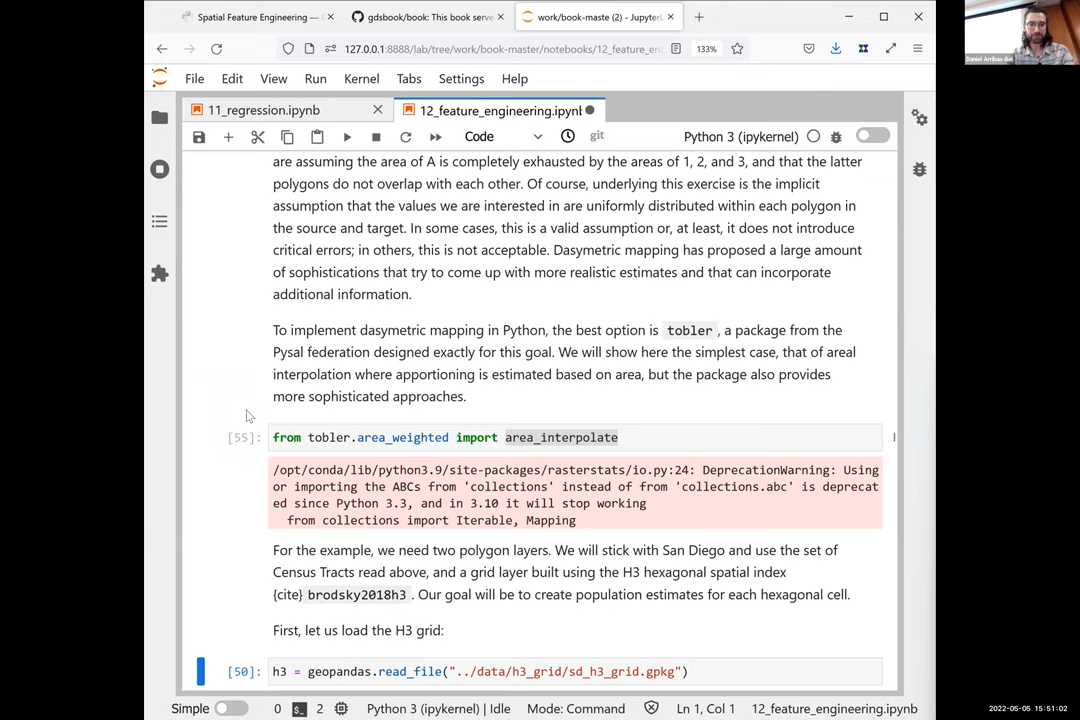 Spatial Feature Engineering — C
gdsbook/book: This book serve
work/book-maste (2) - Jupyter
127.0.0.1:8888/lab/tree/work/book-master/notebooks/12_feature_en
133%
File Edit View Run Kernel Tabs Settings Help
11_regression.ipynb
12_feature_engineering.ipynb
Code
git
Python 3 (ipykernel)
are assuming the area of A is completely exhausted by the areas of 1, 2, and 3, and that the latter
polygons do not overlap with each other. Of course, underlying this exercise is the implicit
assumption that the values we are interested in are uniformly distributed within each polygon in
the source and target. In some cases, this is a valid assumption or, at least, it does not introduce
critical errors; in others, this is not acceptable. Dasymetric mapping has proposed a large amount
of sophistications that try to come up with more realistic estimates and that can incorporate
additional information.
To implement dasymetric mapping in Python, the best option is tobler , a package from the
Pysal federation designed exactly for this goal. We will show here the simplest case, that of areal
interpolation where apportioning is estimated based on area, but the package also provides
more sophisticated approaches.
[55]: from tobler.area_weighted import area_interpolate
/opt/conda/lib/python3.9/site-packages/rasterstats/io.py:24: DeprecationWarning: Using
or importing the ABCs from 'collections' instead of from 'collections.abc' is deprecat
ed since Python 3.3, and in 3.10 it will stop working
from collections import Iterable, Mapping
For the example, we need two polygon layers. We will stick with San Diego and use the set of
Census Tracts read above, and a grid layer built using the H3 hexagonal spatial index
{cite} brodsky2018h3 . Our goal will be to create population estimates for each hexagonal cell.
First, let us load the H3 grid:
[50]: h3 = geopandas.read_file("../data/h3_grid/sd_h3_grid.gpkg")
Simple 0 2 Python 3 (ipykernel) | Idle Mode: Command Ln 1, Col 1 12_feature_engineering.ipynb
Daniel Arribas-Bel
2022-05-05 15:51:02